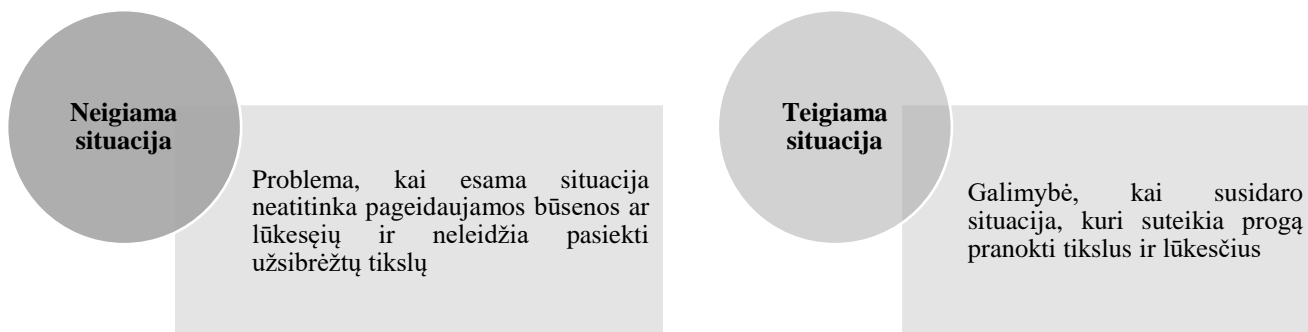 Neigiama
situacija
Problema, kai esama situacija
neatitinka pageidaujamos būsenos ar
lūkesęių ir neleidžia pasiekti
užsibrėžtų tikslų
Teigiama
situacija
Galimybė, kai susidaro
situacija, kuri suteikia progą
pranokti tikslus ir lūkesčius